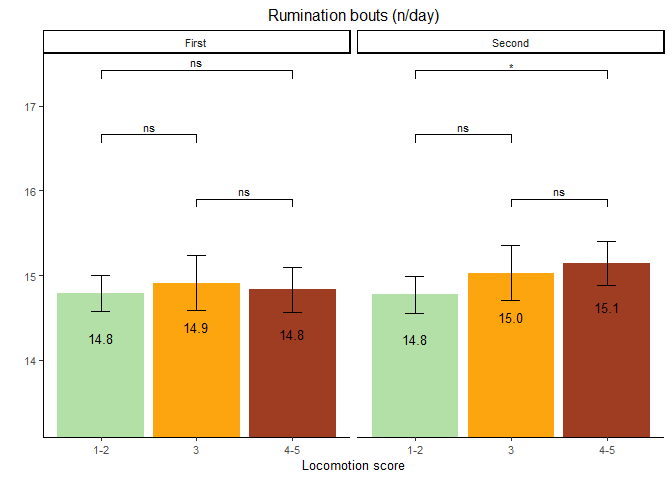 Rumination bouts (n/day)
First
Second
ns
*
17
ns
ns
16
ns
ns
15
14.8
14.9
14.8
14.8
15.0
15.1
14
1-2
3
4-5
1-2
3
4-5
Locomotion score